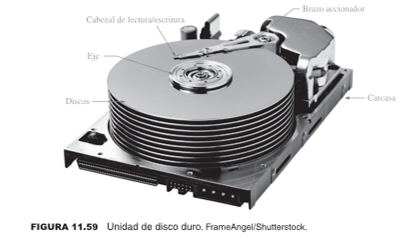 Brazo accionador
Cabezal de lectura/escritura
Eje
Discos
Carcasa
FIGURA 11.59 Unidad de disco duro. FrameAngel/Shutterstock.